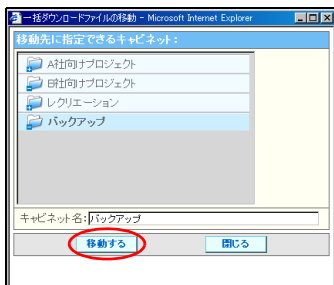 一括ダウンロードファイルの移動 - Microsoft Internet Explorer
移動先に指定できるキャビネット：
A社向けプロジェクト
B社向けプロジェクト
レクリエーション
バックアップ
キャビネット名：バックアップ
移動する 閉じる